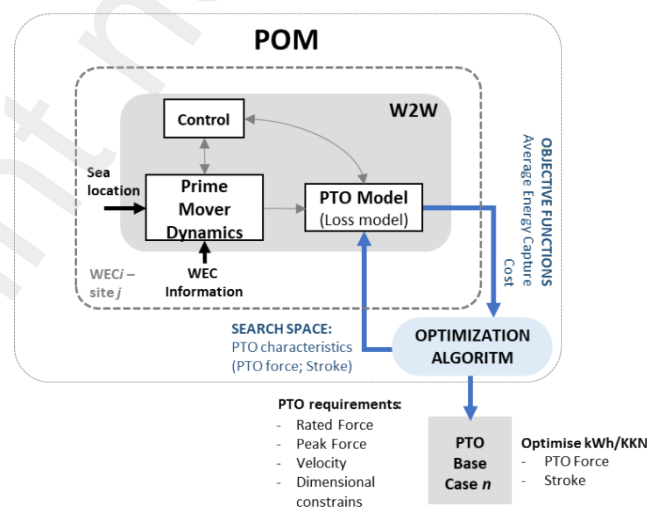 POM
W2W
Control
Sea
location
Prime
Mover
Dynamics
PTO Model
(Loss model)
WECi –
site j
WEC
Information
OBJECTIVE FUNCTIONS
Average Energy Capture
Cost
SEARCH SPACE:
PTO characteristics
(PTO force; Stroke)
OPTIMIZATION
ALGORITM
PTO requirements:
- Rated Force
- Peak Force
- Velocity
- Dimensional
constrains
PTO
Base
Case n
Optimise kWh/KKN
- PTO Force
- Stroke